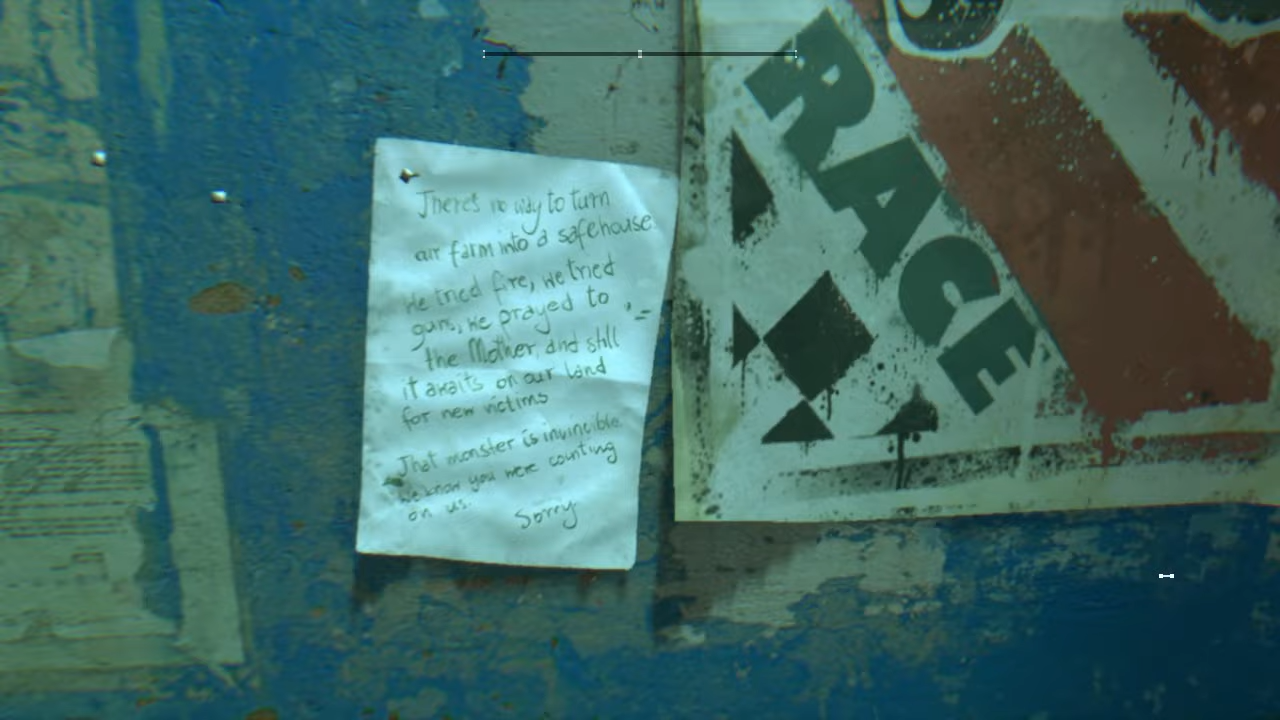 There's no way to turn
our farm into a safehouse.
We tried fire, we tried
guns, we prayed to
the Mother, and still
it awaits on our land
for new victims
That monster is invincible.
We know you were counting
on us.
Sorry
RACE